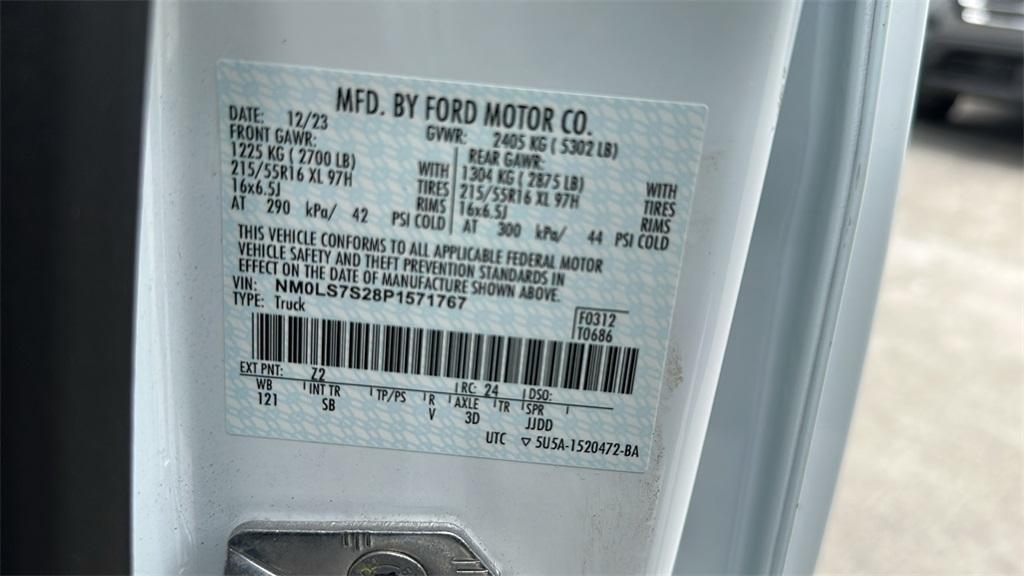 MFD. BY FORD MOTOR CO.
DATE: 12/23 GVWR: 2405 KG ( 5302 LB)
FRONT GAWR: REAR GAWR:
1225 KG ( 2700 LB) WITH 1304 KG ( 2875 LB) WITH
215/55R16 XL 97H TIRES 215/55R16 XL 97H TIRES
16x6.5J RIMS 16x6.5J RIMS
AT 290 kPa/ 42 PSI COLD AT 300 kPa/ 44 PSI COLD
THIS VEHICLE CONFORMS TO ALL APPLICABLE FEDERAL MOTOR
VEHICLE SAFETY AND THEFT PREVENTION STANDARDS IN
EFFECT ON THE DATE OF MANUFACTURE SHOWN ABOVE.
VIN: NM0LS7S28P1571767
TYPE: Truck
F0312
T0686
EXT PNT: Z2 RC: 24 DSO:
WB INT TR TP/PS R AXLE TR SPR
121 SB V 3D JJDD
UTC ▽ 5U5A-1520472-BA